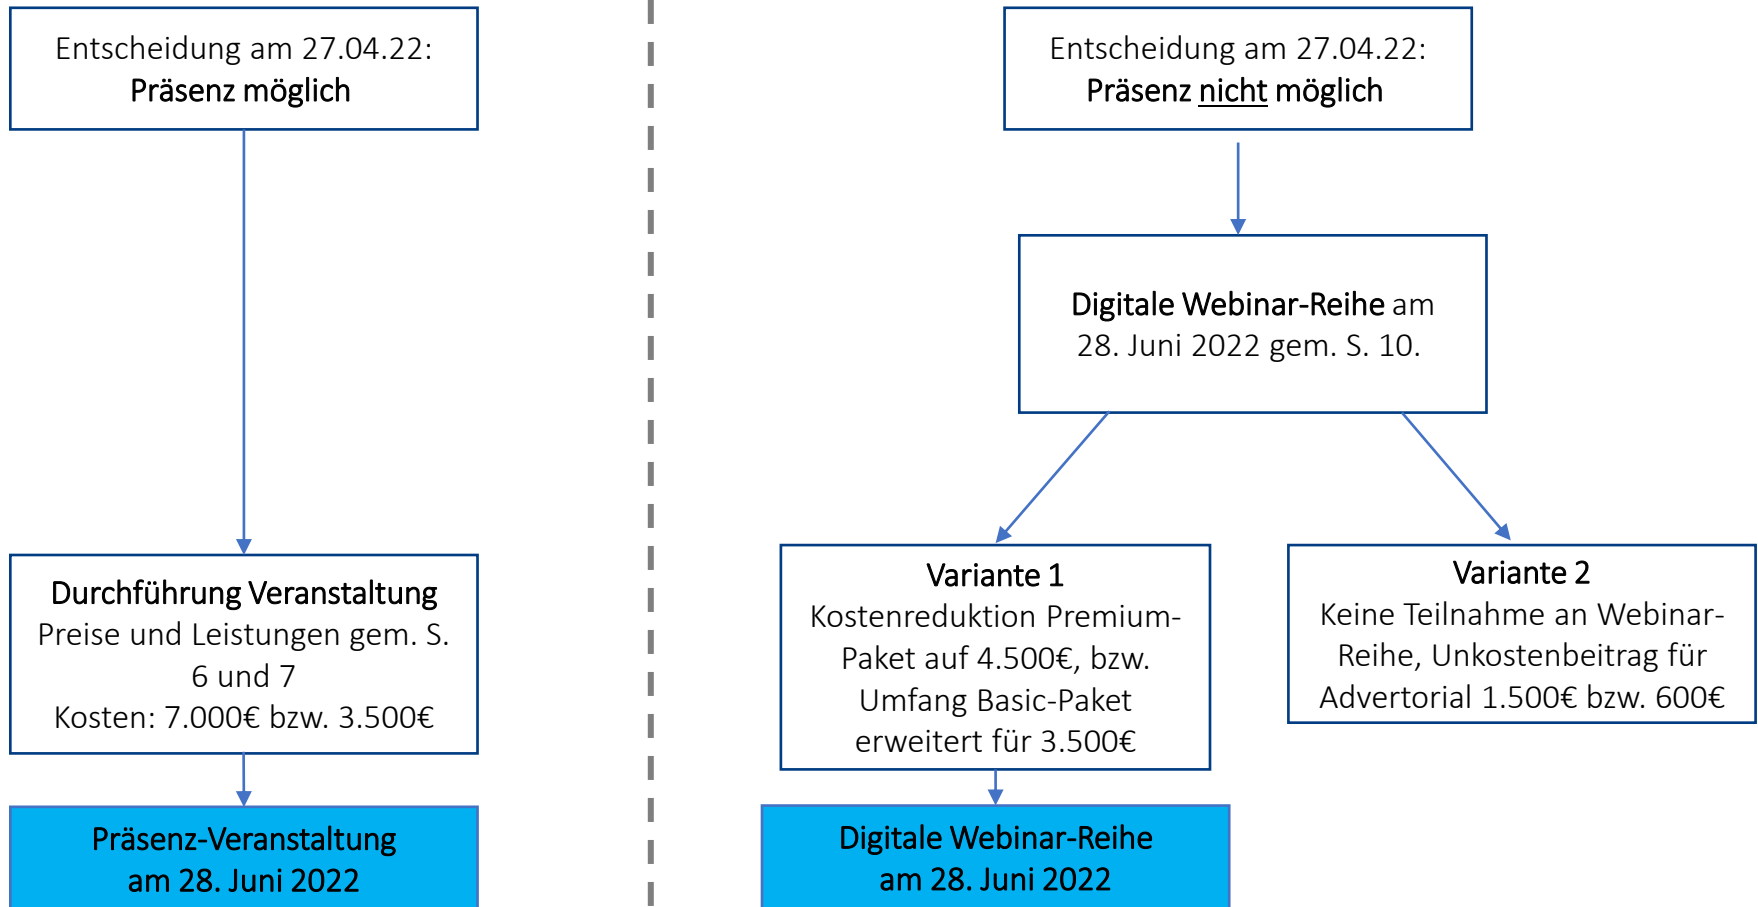 Entscheidung am 27.04.22:
Präsenz möglich
Durchführung Veranstaltung
Preise und Leistungen gem. S.
6 und 7
Kosten: 7.000€ bzw. 3.500€
Präsenz-Veranstaltung
am 28. Juni 2022
Entscheidung am 27.04.22:
Präsenz nicht möglich
Digitale Webinar-Reihe am
28. Juni 2022 gem. S. 10.
Variante 1
Kostenreduktion Premium-
Paket auf 4.500€, bzw.
Umfang Basic-Paket
erweitert für 3.500€
Digitale Webinar-Reihe
am 28. Juni 2022
Variante 2
Keine Teilnahme an Webinar-
Reihe, Unkostenbeitrag für
Advertorial 1.500€ bzw. 600€